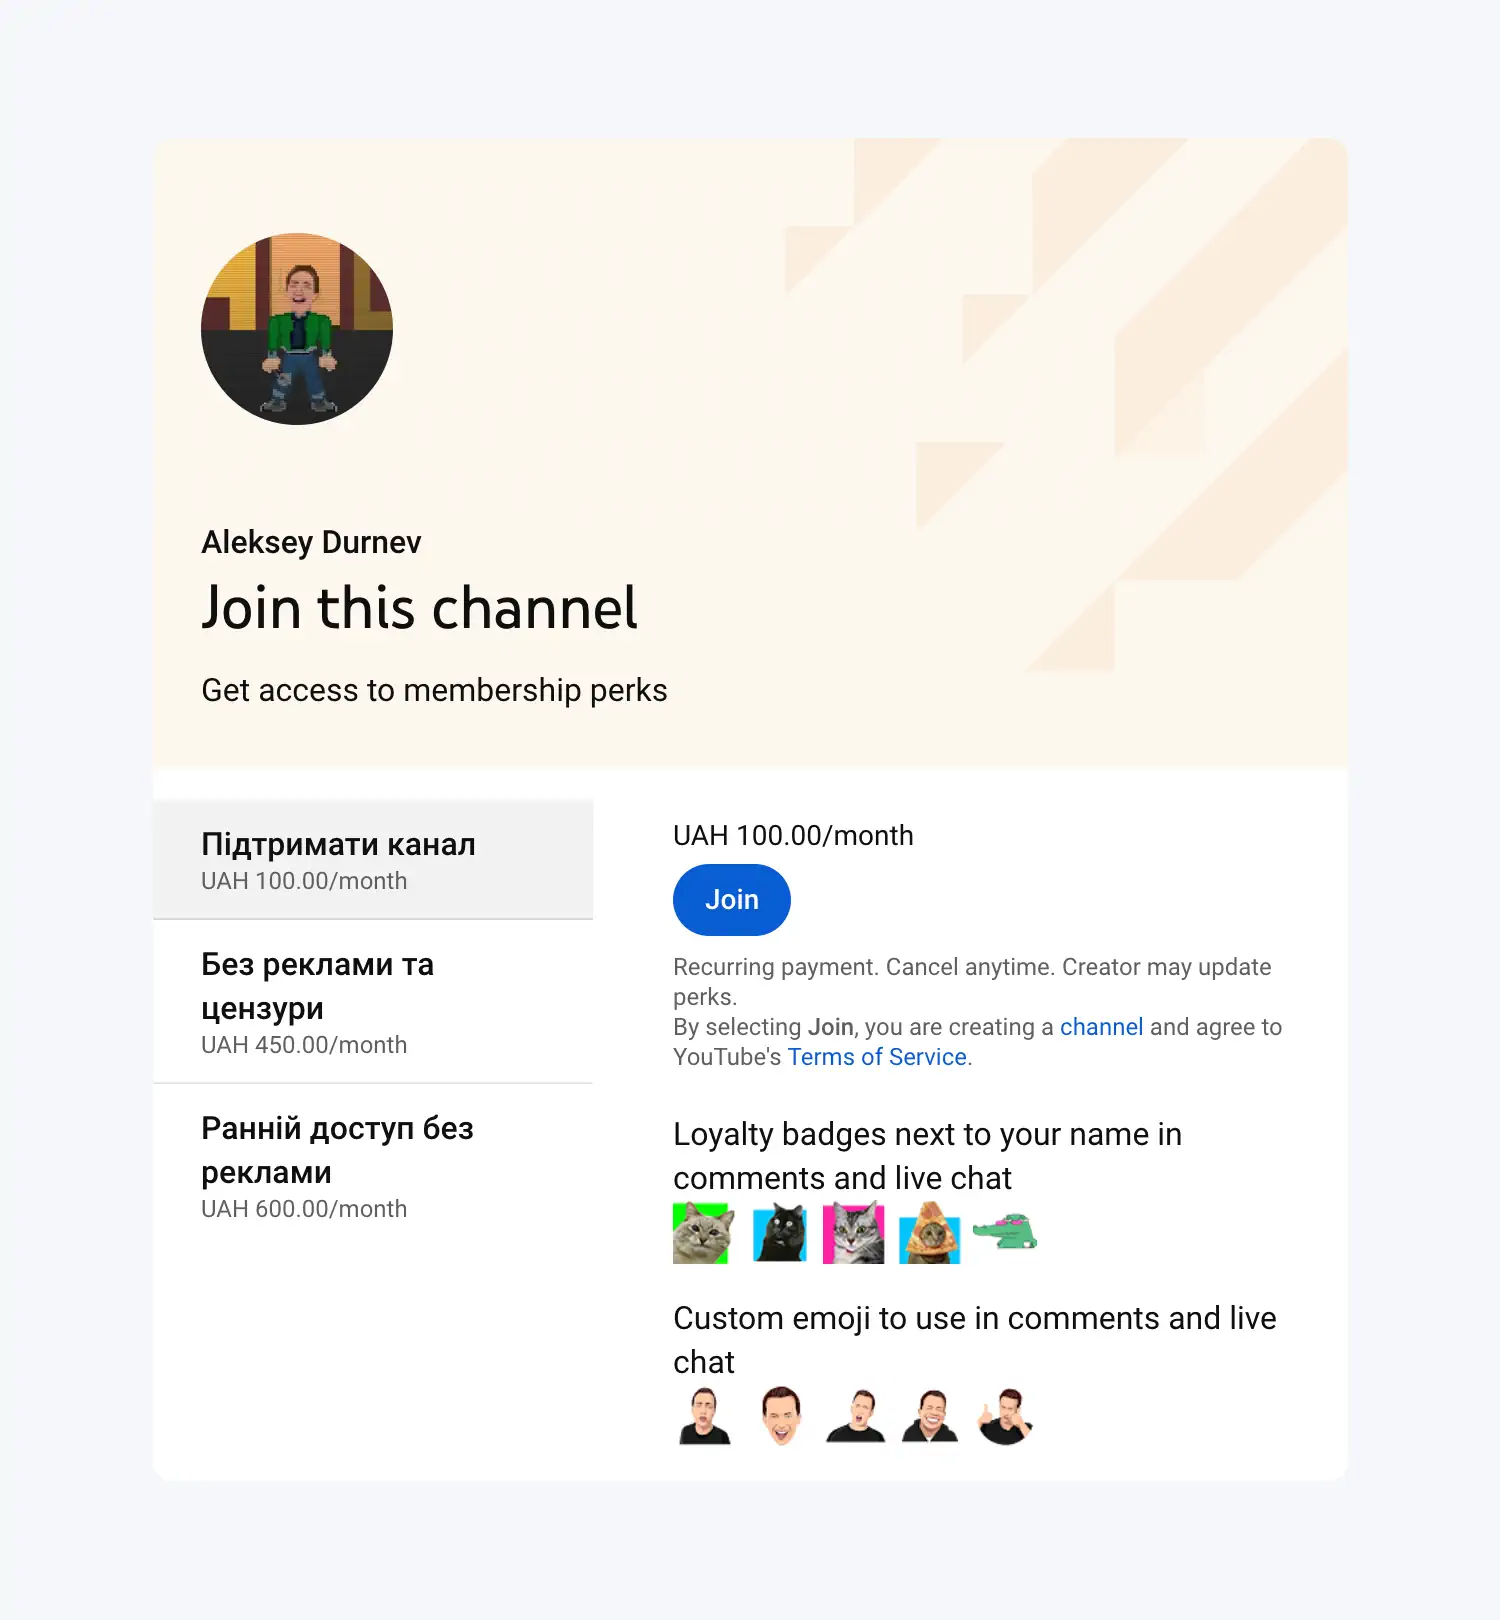 Aleksey Durnev
Join this channel
Get access to membership perks
Підтримати канал
UAH 100.00/month
Без реклами та
цензури
UAH 450.00/month
Ранній доступ без
реклами
UAH 600.00/month
UAH 100.00/month
Join
Recurring payment. Cancel anytime. Creator may update
perks.
By selecting Join, you are creating a channel and agree to
YouTube's Terms of Service.
Loyalty badges next to your name in
comments and live chat
Custom emoji to use in comments and live
chat